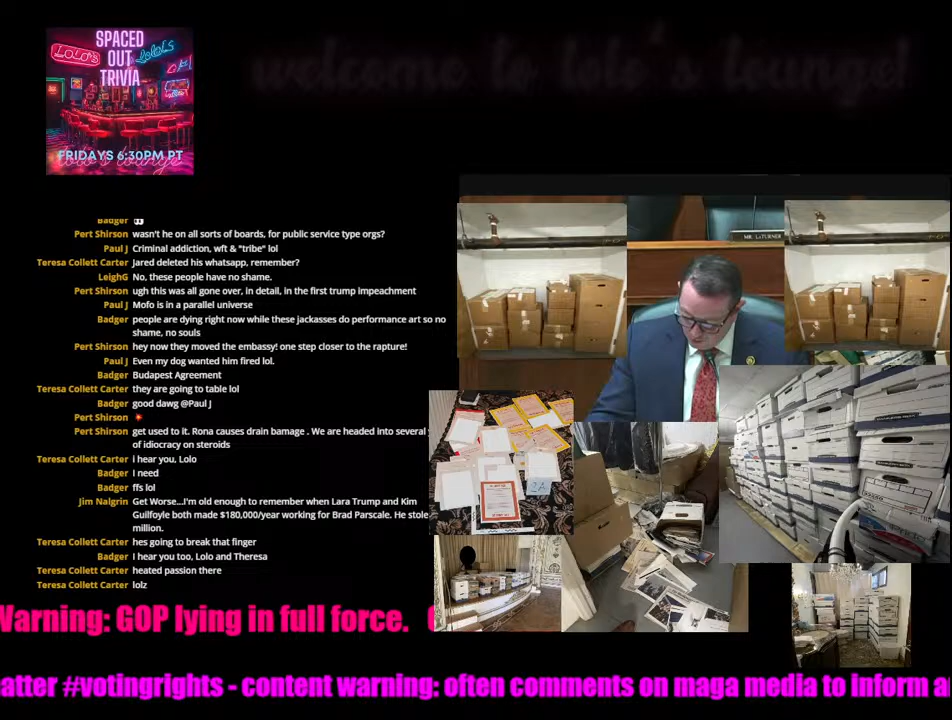 LOLO'S
LOLOLS
SPACED
OUT
TRIVIA
FRIDAYS 6:30PM PT
lolo's lounge
welcome to lolo's lounge!
Badger
Pert Shirson wasn't he on all sorts of boards, for public service type orgs?
Paul J Criminal addiction, wft & "tribe" lol
Teresa Collett Carter Jared deleted his whatsapp, remember?
LeighG No, these people have no shame.
Pert Shirson ugh this was all gone over, in detail, in the first trump impeachment
Paul J Mofo is in a parallel universe
Badger people are dying right now while these jackasses do performance art so no
shame, no souls
Pert Shirson hey now they moved the embassy! one step closer to the rapture!
Paul J Even my dog wanted him fired lol.
Badger Budapest Agreement
Teresa Collett Carter they are going to table lol
Badger good dawg @Paul J
Pert Shirson 💥
Pert Shirson get used to it. Rona causes drain bamage . We are headed into several
of idiocracy on steroids
Teresa Collett Carter i hear you, Lolo
Badger I need
Badger ffs lol
Jim Nalgrin Get Worse...I'm old enough to remember when Lara Trump and Kim
Guilfoyle both made $180,000/year working for Brad Parscale. He stole
million.
Teresa Collett Carter hes going to break that finger
Badger I hear you too, Lolo and Theresa
Teresa Collett Carter heated passion there
Teresa Collett Carter lolz
MR. LaTURNER
2A
Warning: GOP lying in full force.
atter #votingrights - content warning: often comments on maga media to inform a